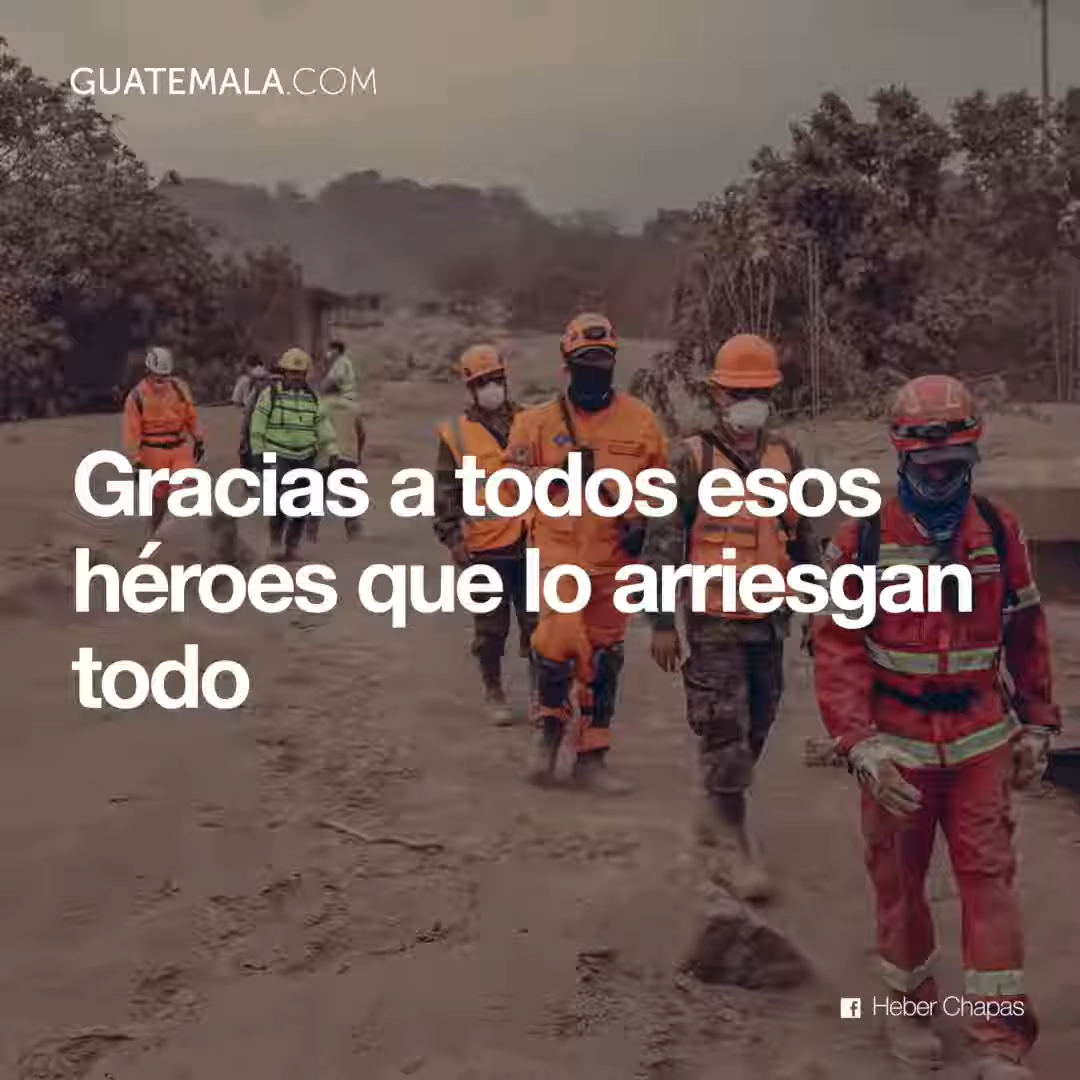 GUATEMALA.COM
Gracias a todos esos
héroes que lo arriesgan
todo
Heber Chapas